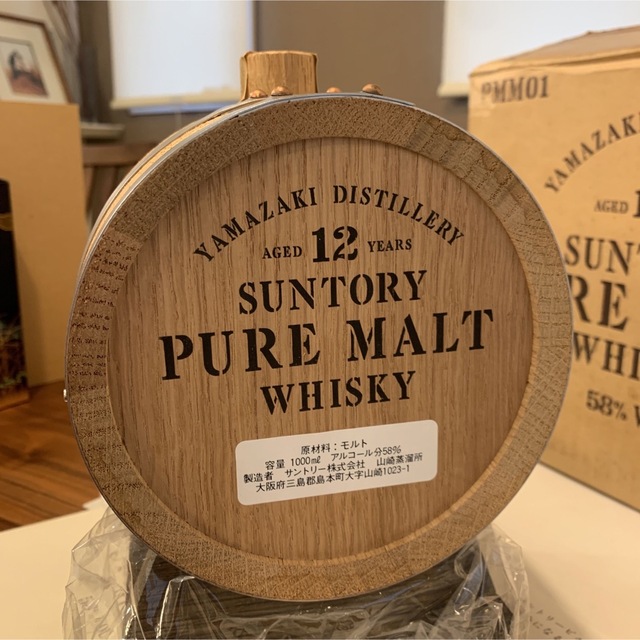 YAMAZAKI DISTILLERY
AGED 12 YEARS
SUNTORY
PURE MALT
WHISKY
原材料：モルト
容量 1000㎖ アルコール分58%
製造者 サントリー株式会社 山崎蒸溜所
大阪府三島郡島本町大字山崎1023-1
PMM01
YAMAZAKI
AGED 1
SUN
RE
WHIS
58%